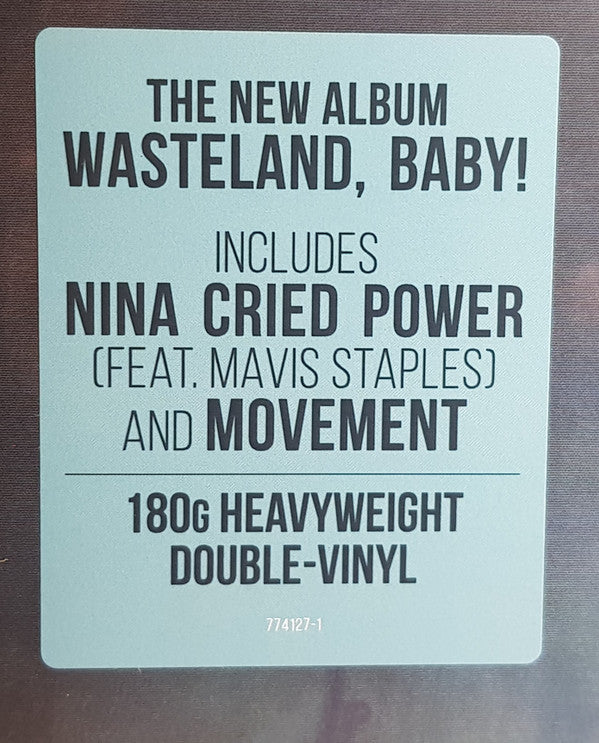 THE NEW ALBUM
WASTELAND, BABY!
INCLUDES
NINA CRIED POWER
(FEAT. MAVIS STAPLES)
AND MOVEMENT
180G HEAVYWEIGHT
DOUBLE-VINYL
774127-1